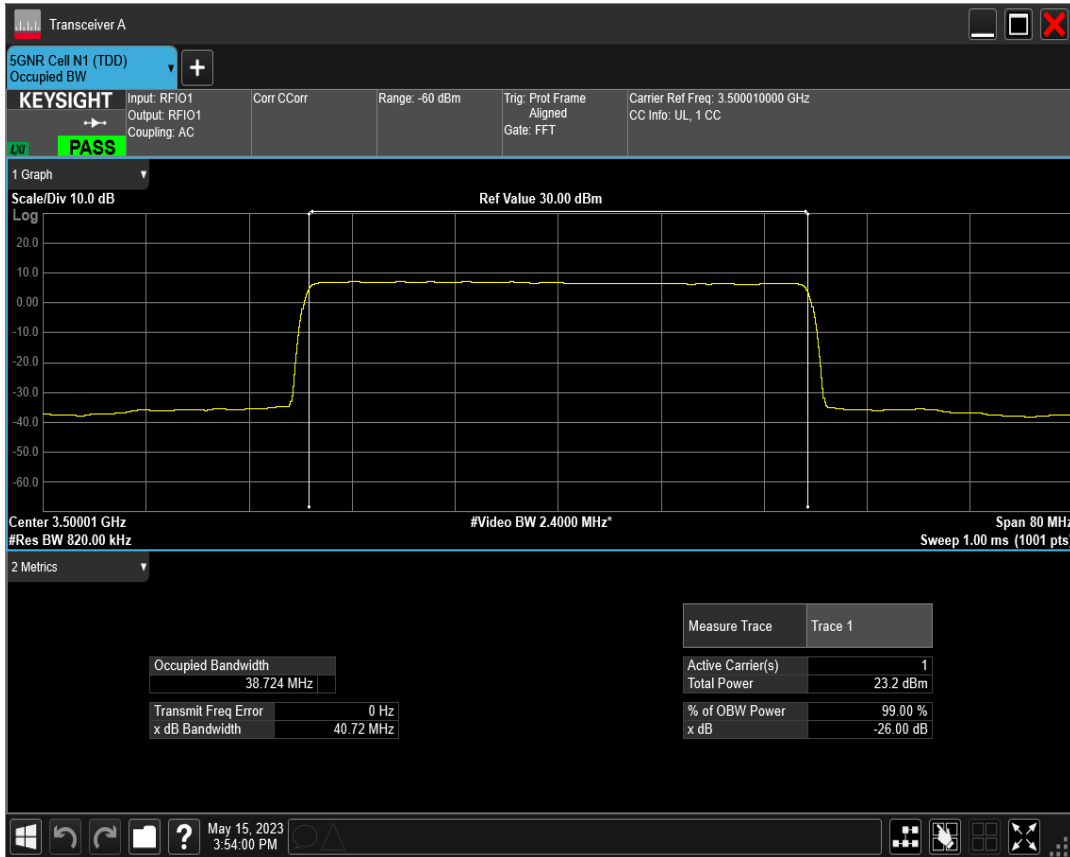 Transceiver A
5GNR Cell N1 (TDD)
Occupied BW
+
KEYSIGHT
LXI
PASS
Input: RFIO1
Output: RFIO1
Coupling: AC
Corr CCorr
Range: -60 dBm
Trig: Prot Frame
Aligned
Gate: FFT
Carrier Ref Freq: 3.500010000 GHz
CC Info: UL, 1 CC
1 Graph
Scale/Div 10.0 dB
Ref Value 30.00 dBm
Log
20.0
10.0
0.00
-10.0
-20.0
-30.0
-40.0
-50.0
-60.0
Center 3.50001 GHz
#Video BW 2.4000 MHz*
Span 80 MHz
#Res BW 820.00 kHz
Sweep 1.00 ms (1001 pts)
2 Metrics
Measure Trace
Trace 1
Occupied Bandwidth
38.724 MHz
Active Carrier(s) 1
Total Power 23.2 dBm
Transmit Freq Error 0 Hz
x dB Bandwidth 40.72 MHz
% of OBW Power 99.00 %
x dB -26.00 dB
?
May 15, 2023
3:54:00 PM